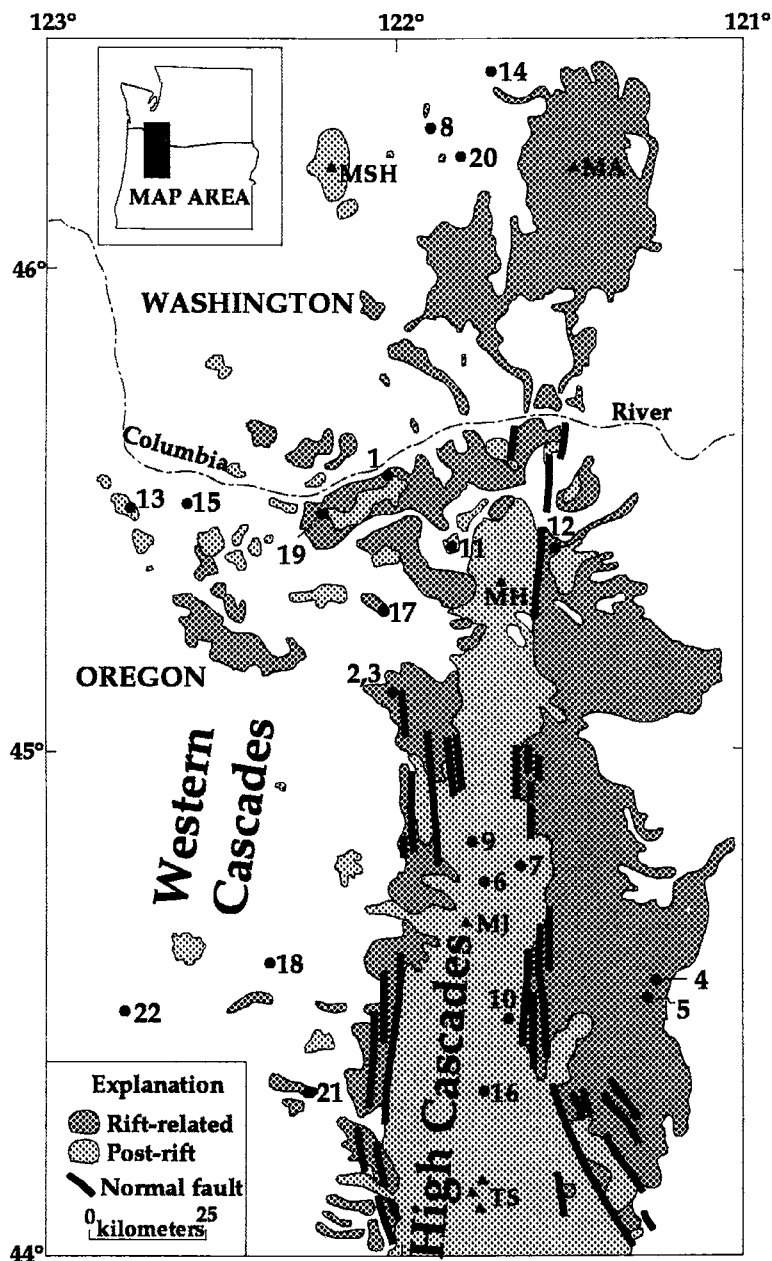 123° 122° 121°
14
8
20
MSH
MA
MAP AREA
46°
WASHINGTON
River
Columbia
1
13
15
12
19
11
MH
17
OREGON
2,3
45°
Western
Cascades
9
7
6
MJ
18
4
5
10
22
21
16
High Cascades
TS
Explanation
Rift-related
Post-rift
Normal fault
0 25
kilometers
44°